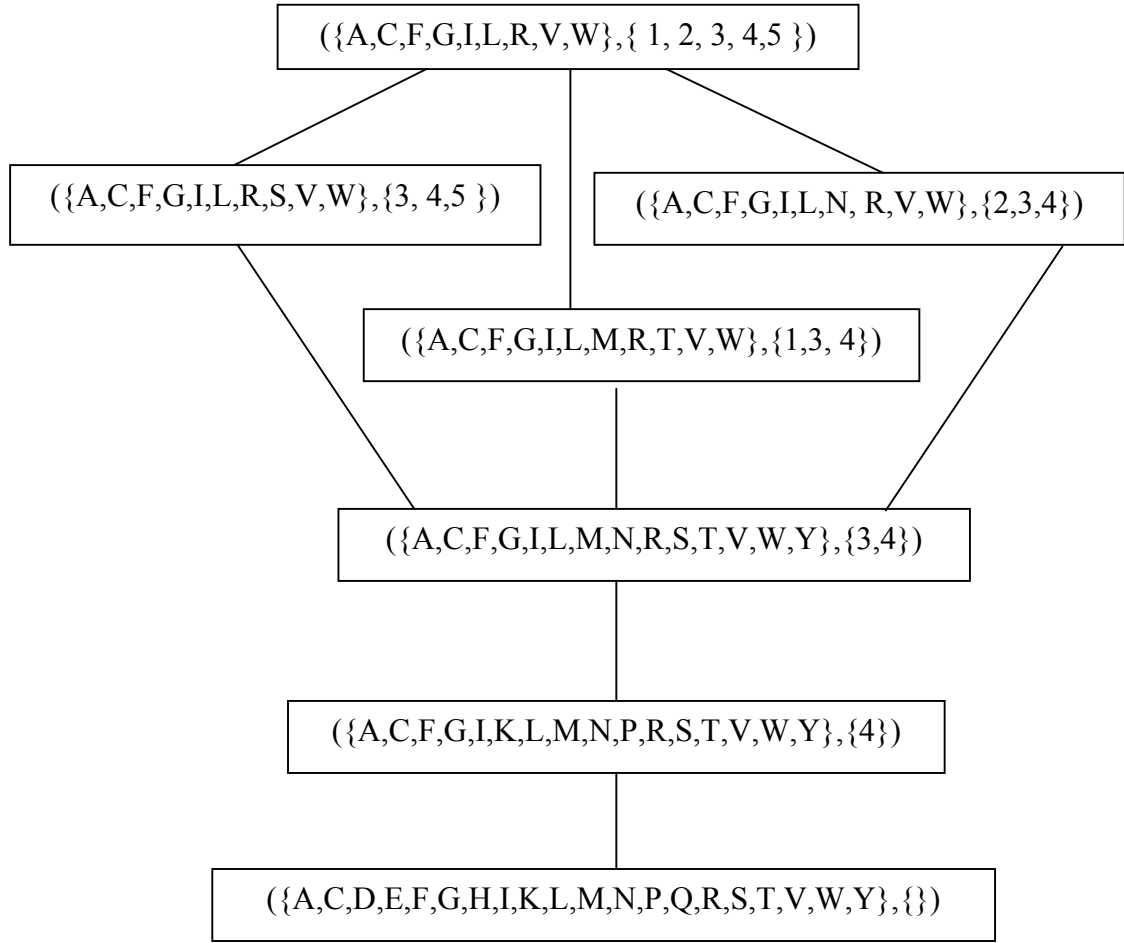 ({A,C,F,G,I,L,R,V,W},{ 1, 2, 3, 4,5 })
({A,C,F,G,I,L,R,S,V,W},{3, 4,5 })
({A,C,F,G,I,L,N, R,V,W},{2,3,4})
({A,C,F,G,I,L,M,R,T,V,W},{1,3, 4})
({A,C,F,G,I,L,M,N,R,S,T,V,W,Y},{3,4})
({A,C,F,G,I,K,L,M,N,P,R,S,T,V,W,Y},{4})
({A,C,D,E,F,G,H,I,K,L,M,N,P,Q,R,S,T,V,W,Y},{})